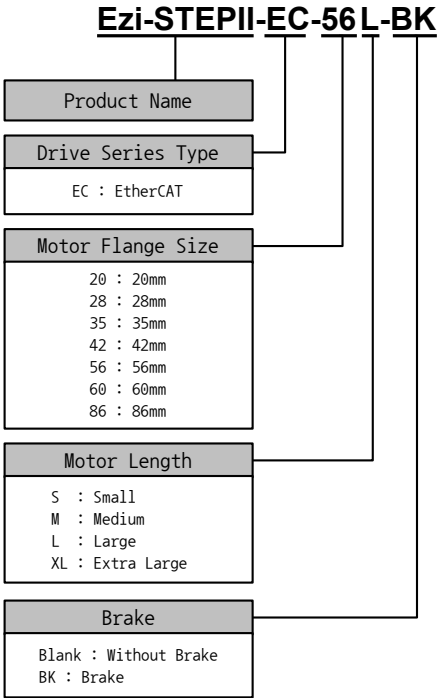 Ezi-STEPII-EC-56L-BK
Product Name
Drive Series Type
EC : EtherCAT
Motor Flange Size
20 : 20mm
28 : 28mm
35 : 35mm
42 : 42mm
56 : 56mm
60 : 60mm
86 : 86mm
Motor Length
S : Small
M : Medium
L : Large
XL : Extra Large
Brake
Blank : Without Brake
BK : Brake